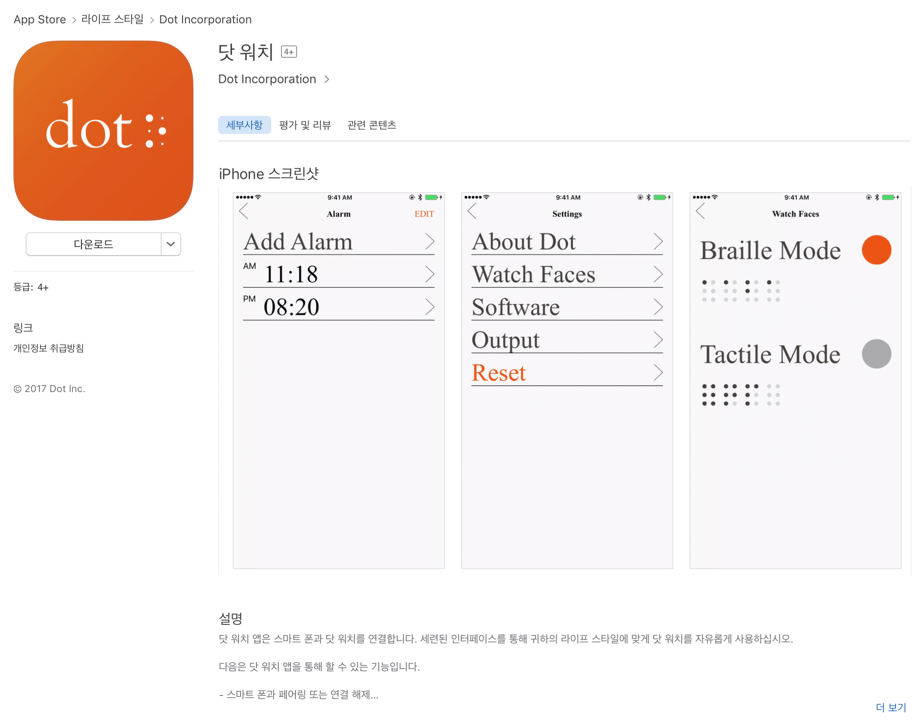 App Store > 라이프 스타일 > Dot Incorporation
dot
다운로드
등급: 4+
링크
개인정보 취급방침
© 2017 Dot Inc.
닷 워치 4+
Dot Incorporation >
세부사항 평가 및 리뷰 관련 콘텐츠
iPhone 스크린샷
9:41 AM
Alarm EDIT
Add Alarm
AM 11:18
PM 08:20
9:41 AM
Settings
About Dot
Watch Faces
Software
Output
Reset
9:41 AM
Watch Faces
Braille Mode
Tactile Mode
설명
닷 워치 앱은 스마트 폰과 닷 워치를 연결합니다. 세련된 인터페이스를 통해 귀하의 라이프 스타일에 맞게 닷 워치를 자유롭게 사용하십시오.
다음은 닷 워치 앱을 통해 할 수 있는 기능입니다.
- 스마트 폰과 페어링 또는 연결 해제...
더 보기